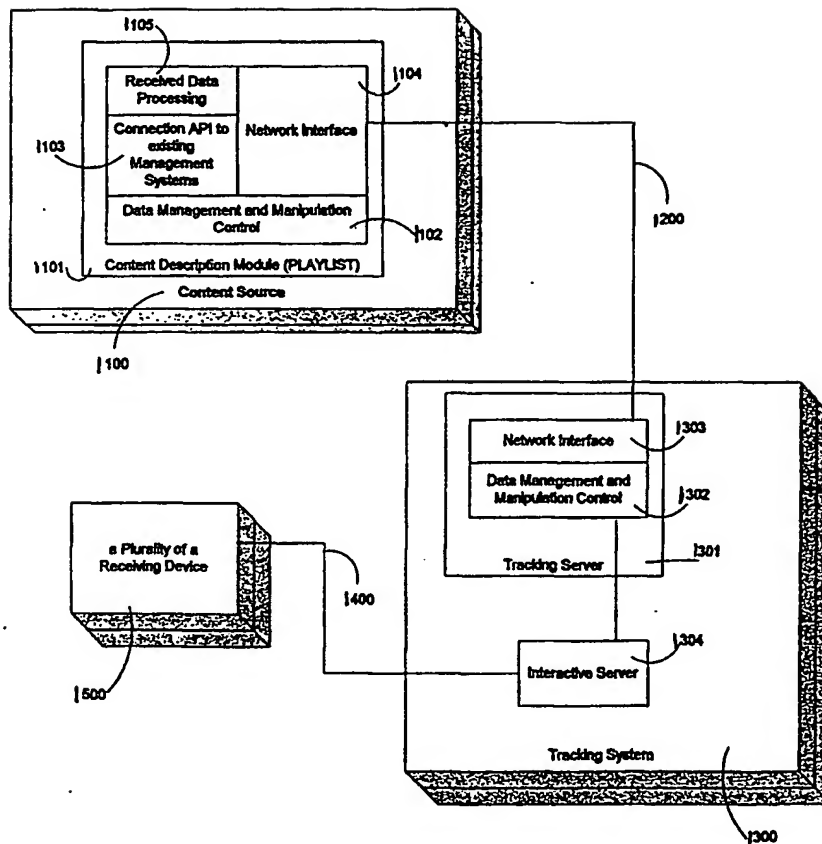 105
Received Data
Processing
104
Connection API to
existing
Management
Systems
Network Interface
103
Data Management and Manipulation
Control
102
101
Content Description Module (PLAYLIST)
Content Source
100
200
Network Interface
303
Data Management and
Manipulation Control
302
301
Tracking Server
a Plurality of a
Receiving Device
400
500
304
Interactive Server
Tracking System
300